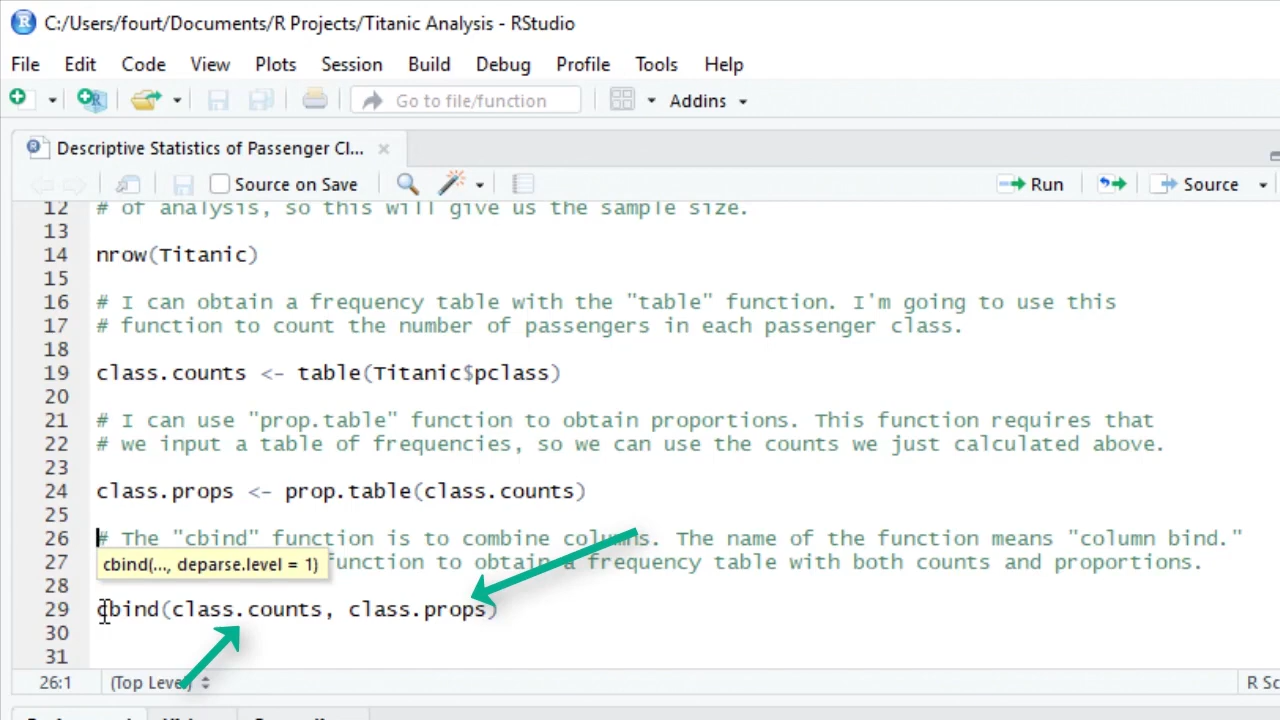 C:/Users/fourt/Documents/R Projects/Titanic Analysis - RStudio
File Edit Code View Plots Session Build Debug Profile Tools Help
Go to file/function Addins
Descriptive Statistics of Passenger Cl...
Source on Save Run Source
12 # of analysis, so this will give us the sample size.
13
14 nrow(Titanic)
15
16 # I can obtain a frequency table with the "table" function. I'm going to use this
17 # function to count the number of passengers in each passenger class.
18
19 class.counts <- table(Titanic$pclass)
20
21 # I can use "prop.table" function to obtain proportions. This function requires that
22 # we input a table of frequencies, so we can use the counts we just calculated above.
23
24 class.props <- prop.table(class.counts)
25
26 # The "cbind" function is to combine columns. The name of the function means "column bind."
cbind(..., deparse.level = 1)
27 function to obtain a frequency table with both counts and proportions.
28
29 cbind(class.counts, class.props)
30
31
26:1 (Top Level) R Sc